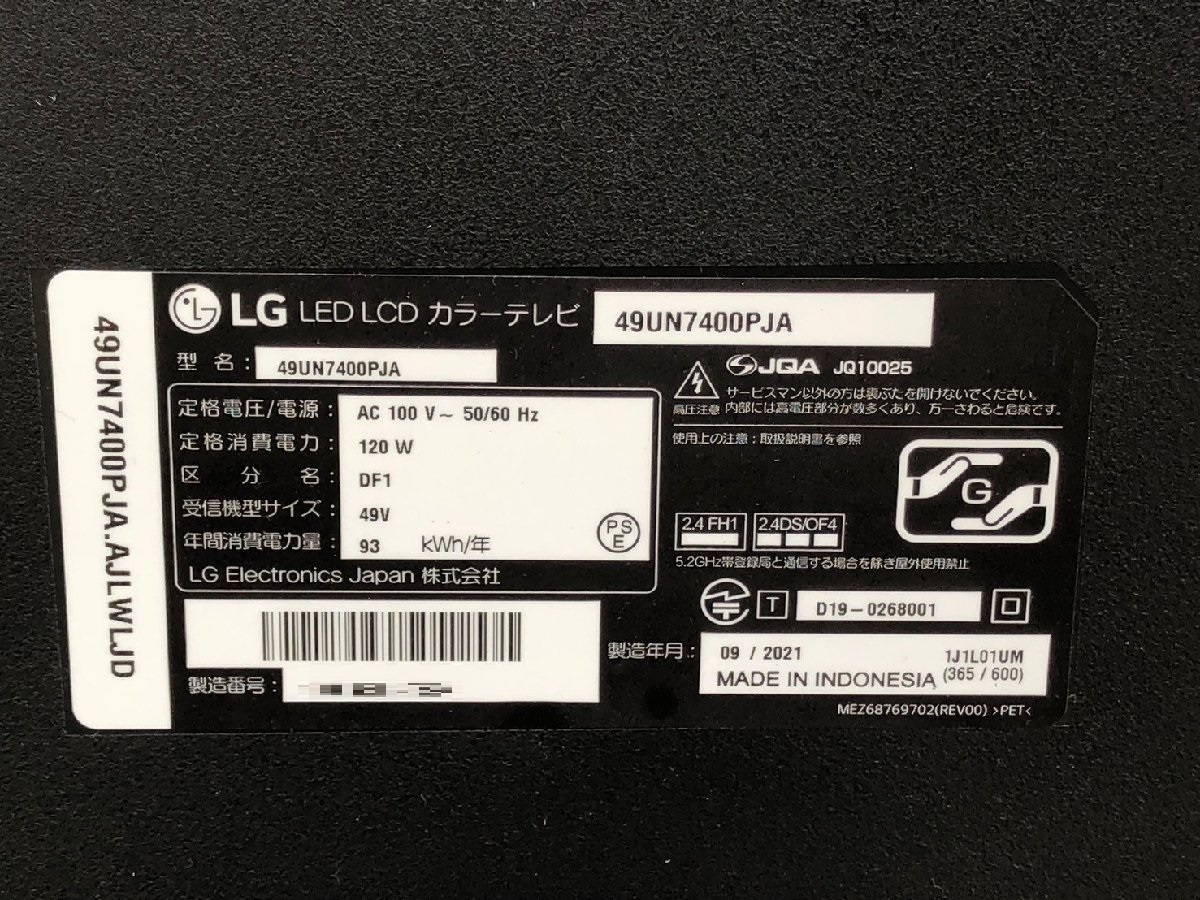 49UN7400PJA.AJLWLJD
LG LED LCD カラーテレビ 49UN7400PJA
型 名: 49UN7400PJA
定格電圧/電源: AC 100 V~ 50/60 Hz
定格消費電力: 120 W
区 分 名: DF1
受信機型サイズ: 49V
年間消費電力量: 93 kWh/年
PS
E
LG Electronics Japan 株式会社
製造番号:
JQA JQ10025
サービスマン以外の方は裏ぶたを開けないでください。
高圧注意 内部には高電圧部分が数多くあり、万一さわると危険です。
使用上の注意:取扱説明書を参照
G
2.4 FH1 2.4DS/OF4
5.2GHz帯登録局と通信する場合を除き屋外使用禁止
T D19-0268001
製造年月: 09 / 2021 1J1L01UM
MADE IN INDONESIA (365 / 600)
MEZ68769702(REV00) >PET<